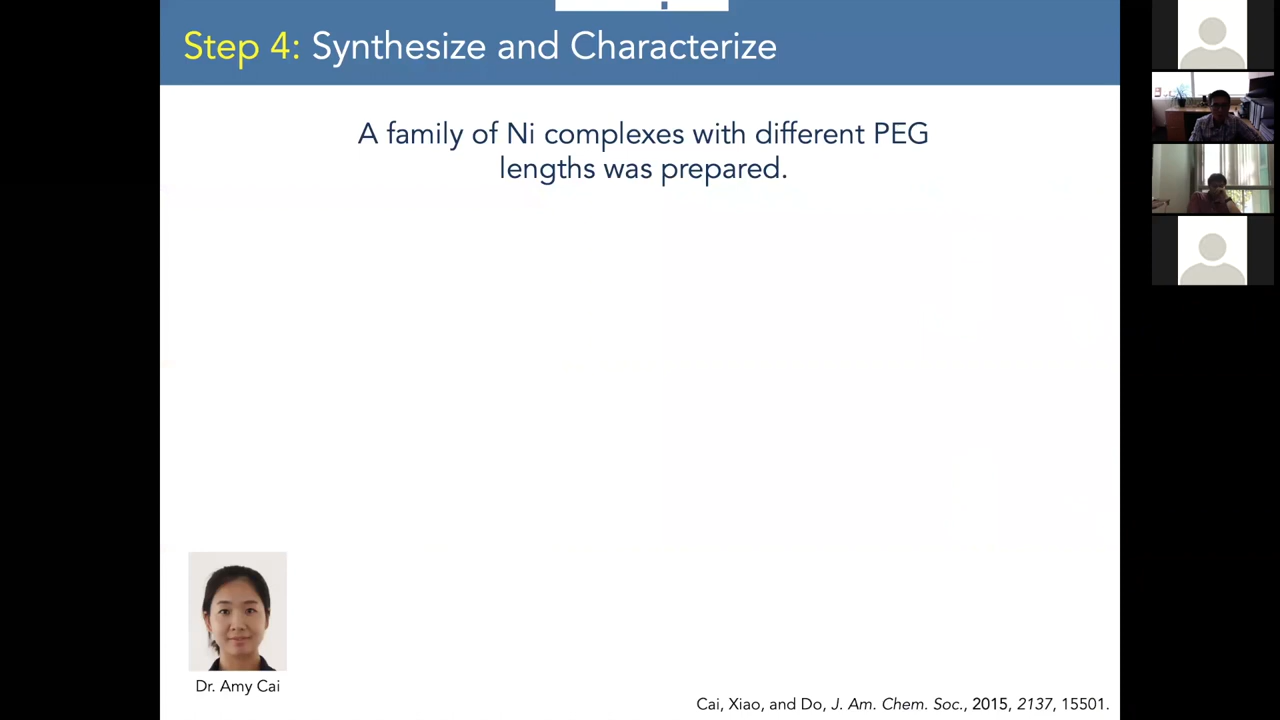 Step 4: Synthesize and Characterize
A family of Ni complexes with different PEG
lengths was prepared.
Dr. Amy Cai
Cai, Xiao, and Do, J. Am. Chem. Soc., 2015, 2137, 15501.